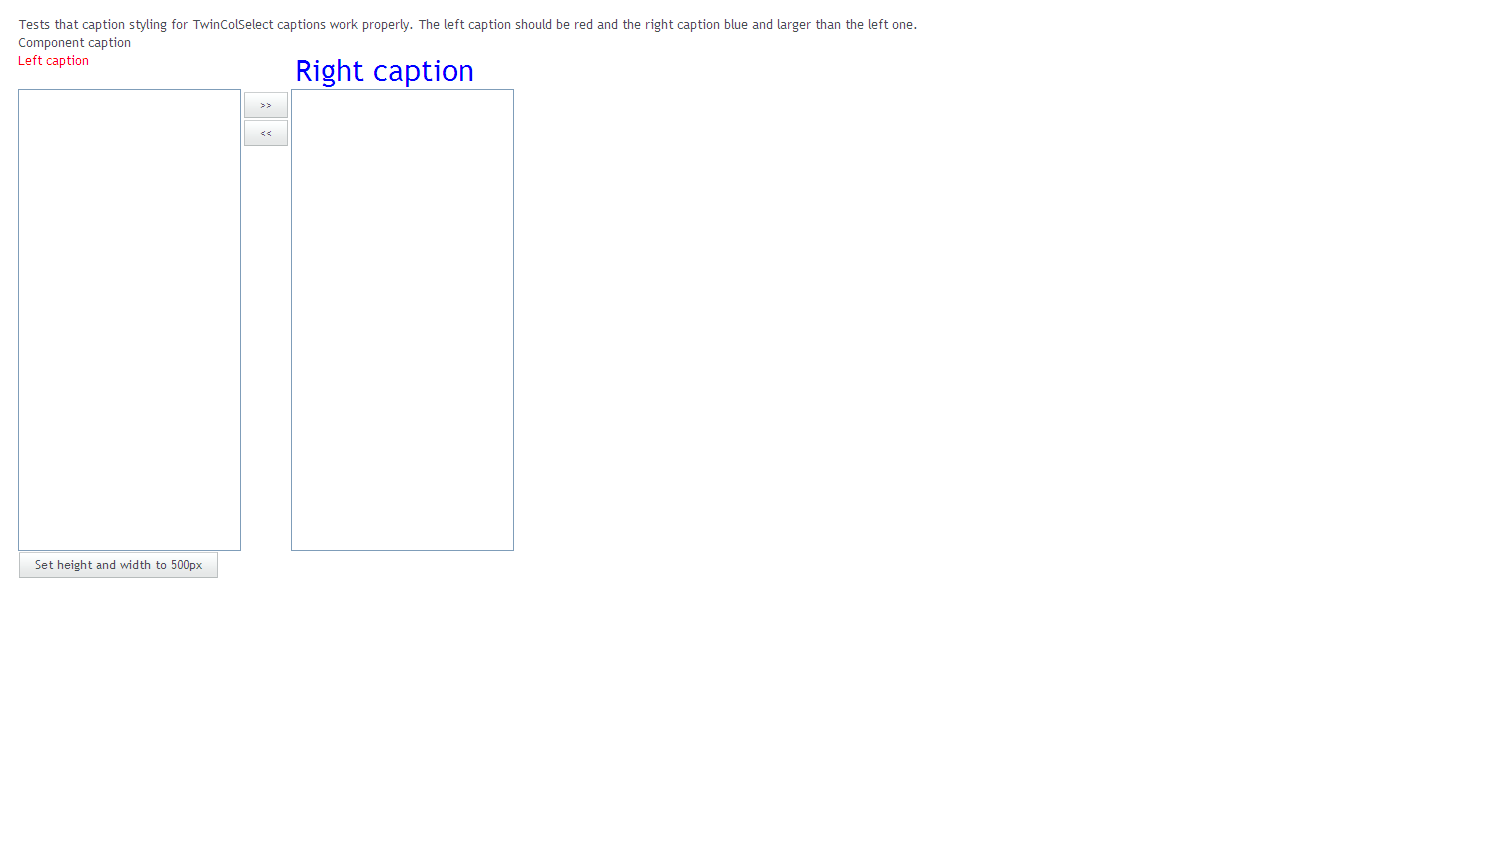 Tests that caption styling for TwinColSelect captions work properly. The left caption should be red and the right caption blue and larger than the left one.
Component caption
Left caption
Right caption
>>
<<
Set height and width to 500px